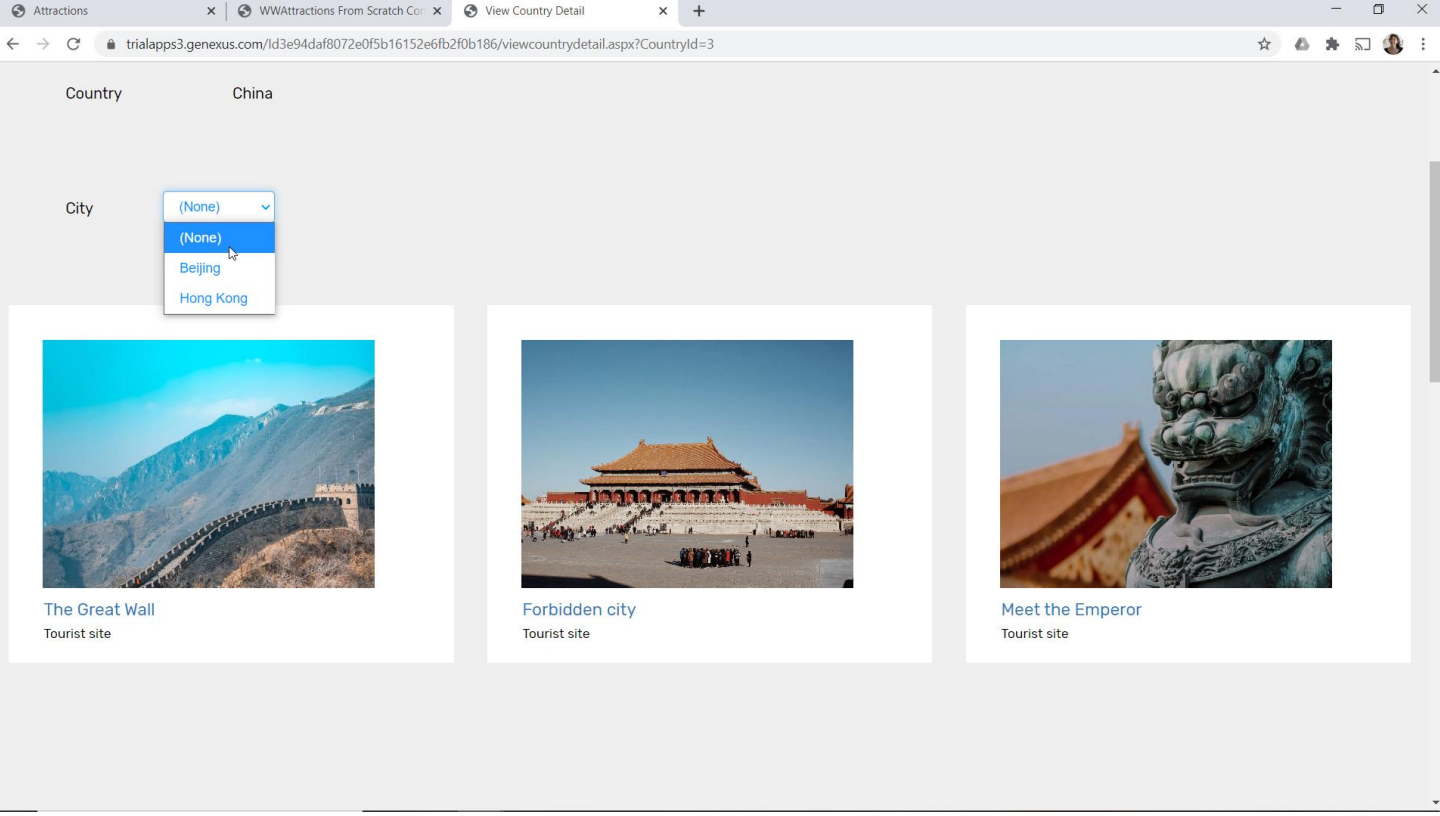 Attractions
WWAttractions From Scratch Con
View Country Detail
trialapps3.genexus.com/Id3e94daf8072e0f5b16152e6fb2f0b186/viewcountrydetail.aspx?CountryId=3
Country China
City (None)
(None)
Beijing
Hong Kong
The Great Wall
Tourist site
Forbidden city
Tourist site
Meet the Emperor
Tourist site